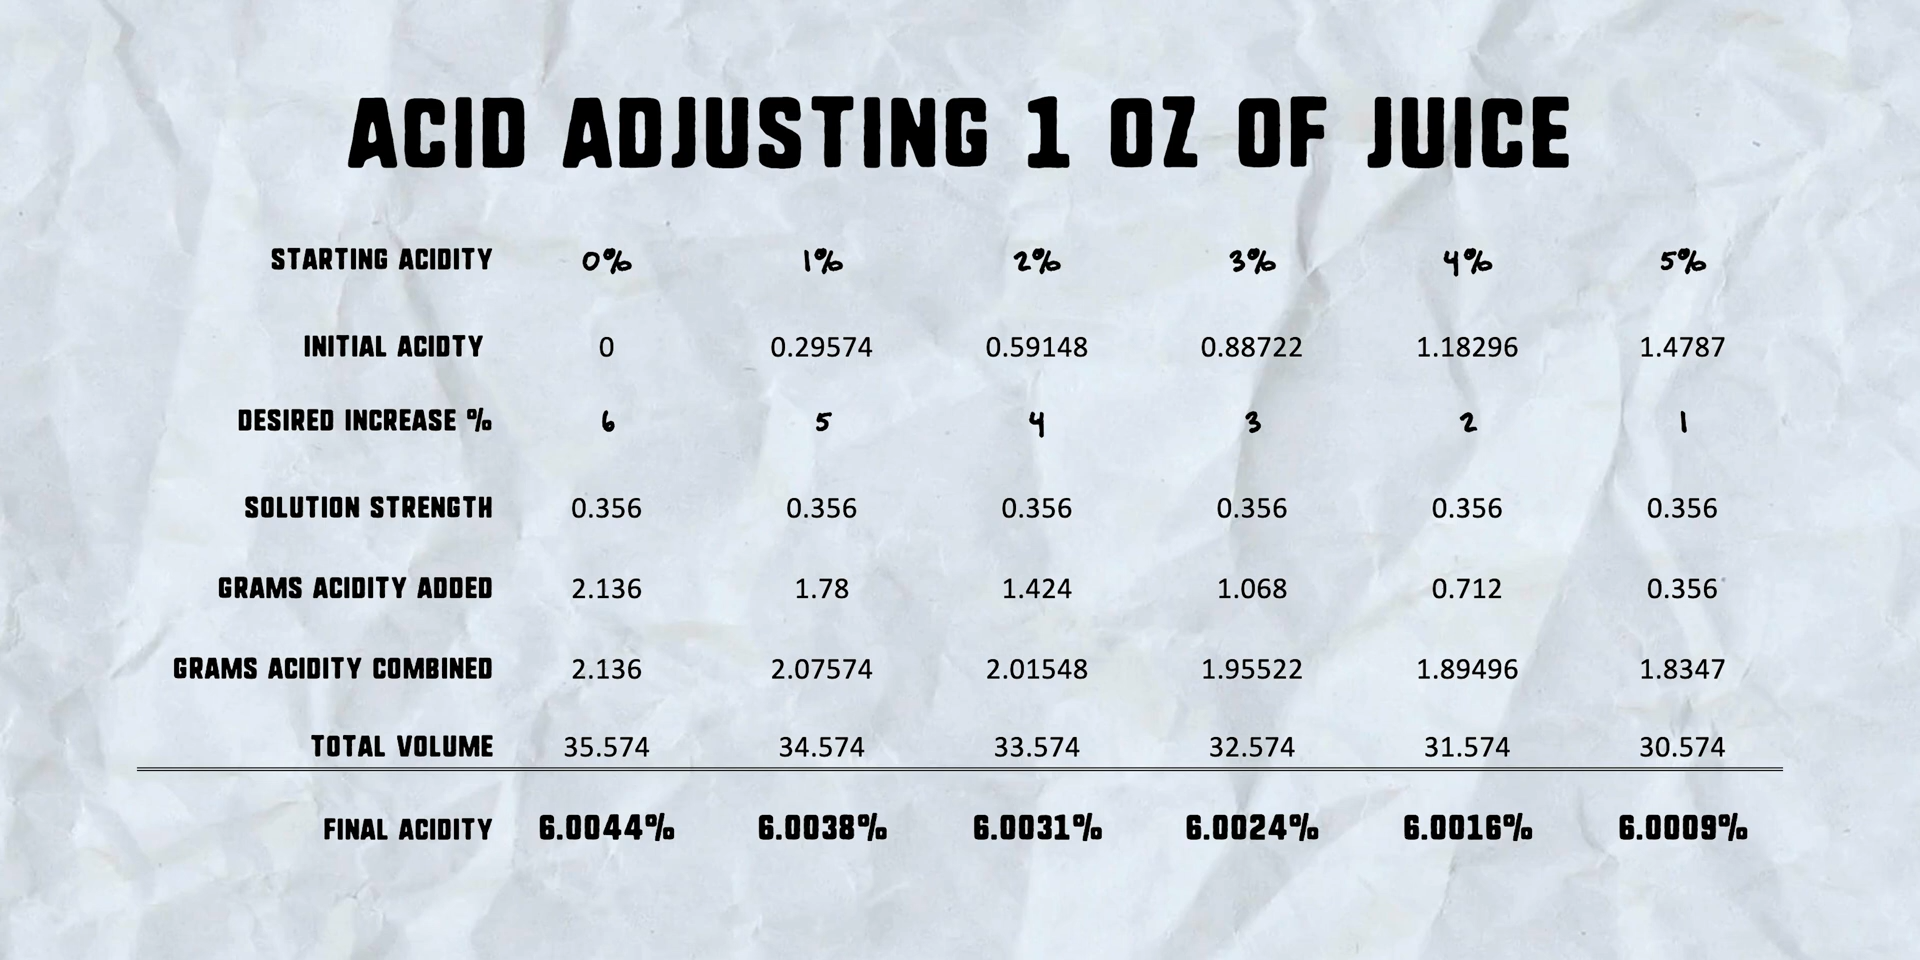 ACID ADJUSTING 1 OZ OF JUICE
STARTING ACIDITY 0% 1% 2% 3% 4% 5%
INITIAL ACIDTY 0 0.29574 0.59148 0.88722 1.18296 1.4787
DESIRED INCREASE % 6 5 4 3 2 1
SOLUTION STRENGTH 0.356 0.356 0.356 0.356 0.356 0.356
GRAMS ACIDITY ADDED 2.136 1.78 1.424 1.068 0.712 0.356
GRAMS ACIDITY COMBINED 2.136 2.07574 2.01548 1.95522 1.89496 1.8347
TOTAL VOLUME 35.574 34.574 33.574 32.574 31.574 30.574
FINAL ACIDITY 6.0044% 6.0038% 6.0031% 6.0024% 6.0016% 6.0009%